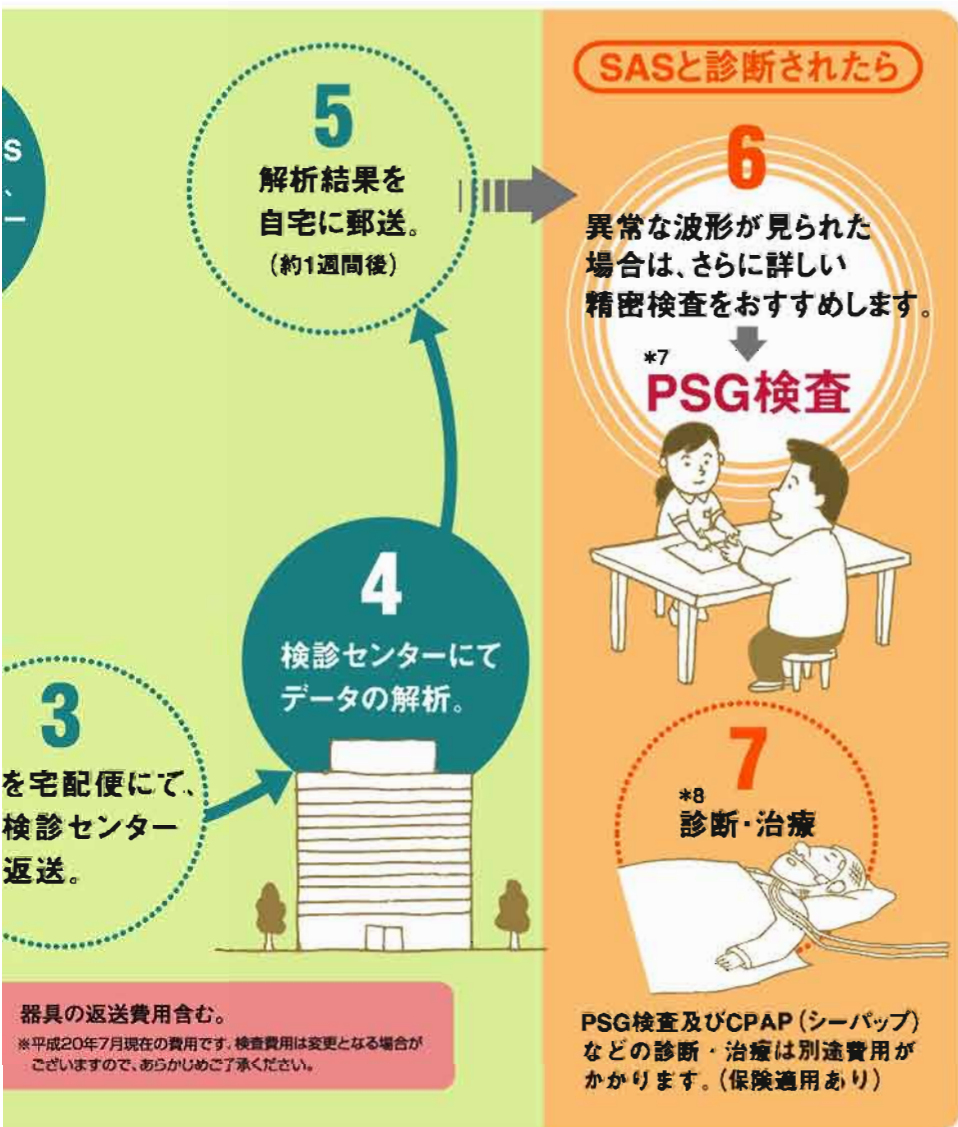 S
、
ー
5
解析結果を
自宅に郵送。
(約1週間後)
4
検診センターにて
データの解析。
3
を宅配便にて、
検診センター
返送。
器具の返送費用含む。
※平成20年7月現在の費用です。検査費用は変更となる場合が
ございますので、あらかじめご了承ください。
SASと診断されたら
6
異常な波形が見られた
場合は、さらに詳しい
精密検査をおすすめします。
*7
PSG検査
7
*8
診断・治療
PSG検査及びCPAP(シーパップ)
などの診断・治療は別途費用が
かかります。(保険適用あり)